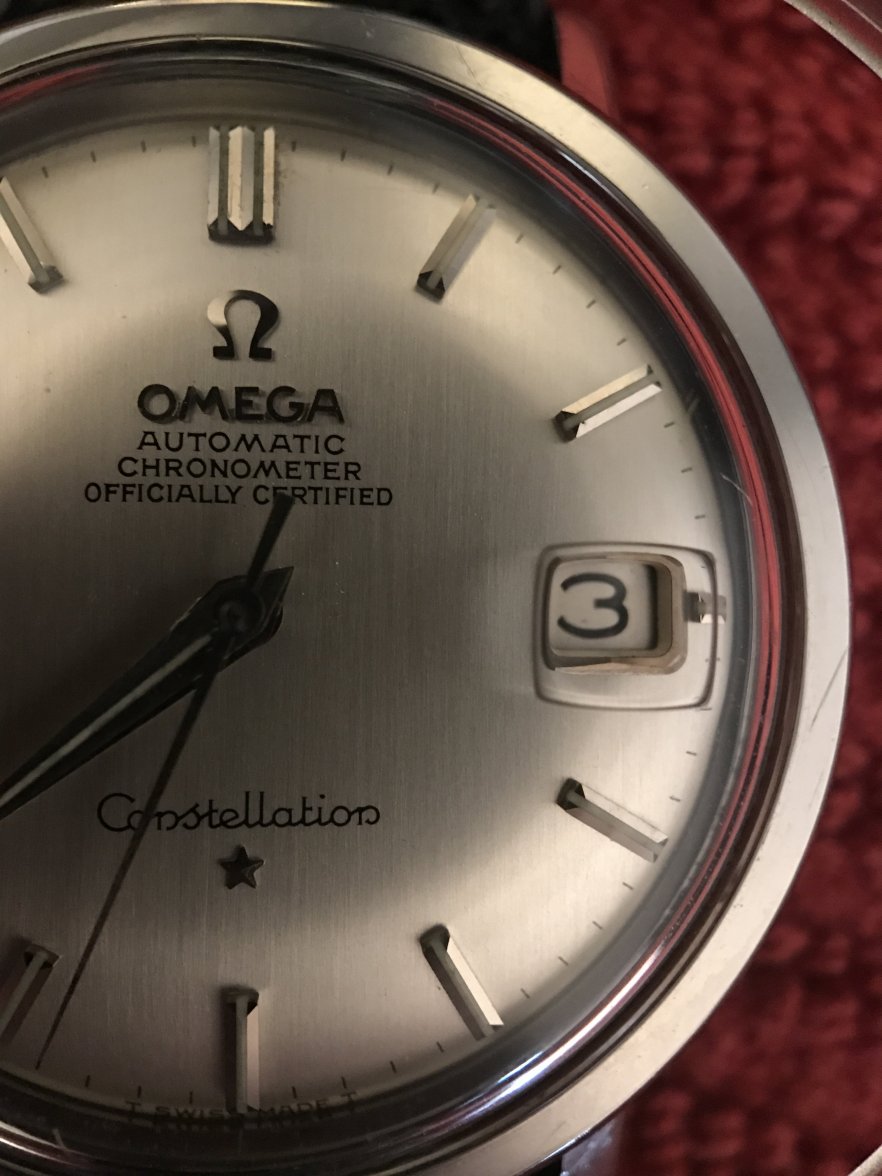 Ω
OMEGA
AUTOMATIC
CHRONOMETER
OFFICIALLY CERTIFIED
3
Constellation
T SWISS MADE T